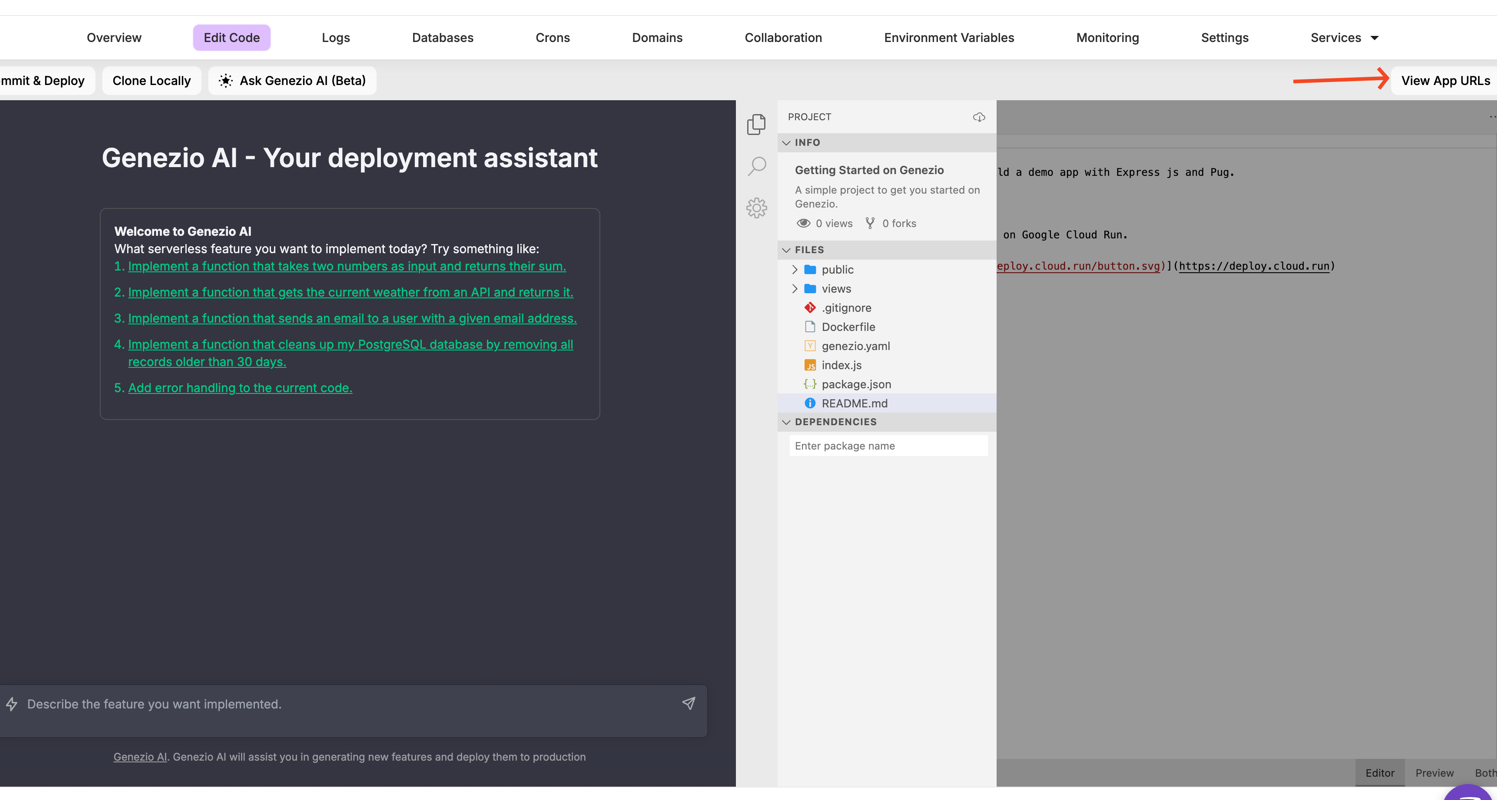 Overview
Edit Code
Logs
Databases
Crons
Domains
Collaboration
Environment Variables
Monitoring
Settings
Services
mmit & Deploy
Clone Locally
Ask Genezio AI (Beta)
View App URLs
Genezio AI - Your deployment assistant
Welcome to Genezio AI
What serverless feature you want to implement today? Try something like:
1. Implement a function that takes two numbers as input and returns their sum.
2. Implement a function that gets the current weather from an API and returns it.
3. Implement a function that sends an email to a user with a given email address.
4. Implement a function that cleans up my PostgreSQL database by removing all
records older than 30 days.
5. Add error handling to the current code.
Describe the feature you want implemented.
Genezio AI. Genezio AI will assist you in generating new features and deploy them to production
PROJECT
INFO
Getting Started on Genezio
A simple project to get you started on
Genezio.
0 views
0 forks
FILES
public
views
.gitignore
Dockerfile
genezio.yaml
index.js
package.json
README.md
DEPENDENCIES
Enter package name
ld a demo app with Express js and Pug.
on Google Cloud Run.
eploy.cloud.run/button.svg)](https://deploy.cloud.run)
Editor
Preview
Both